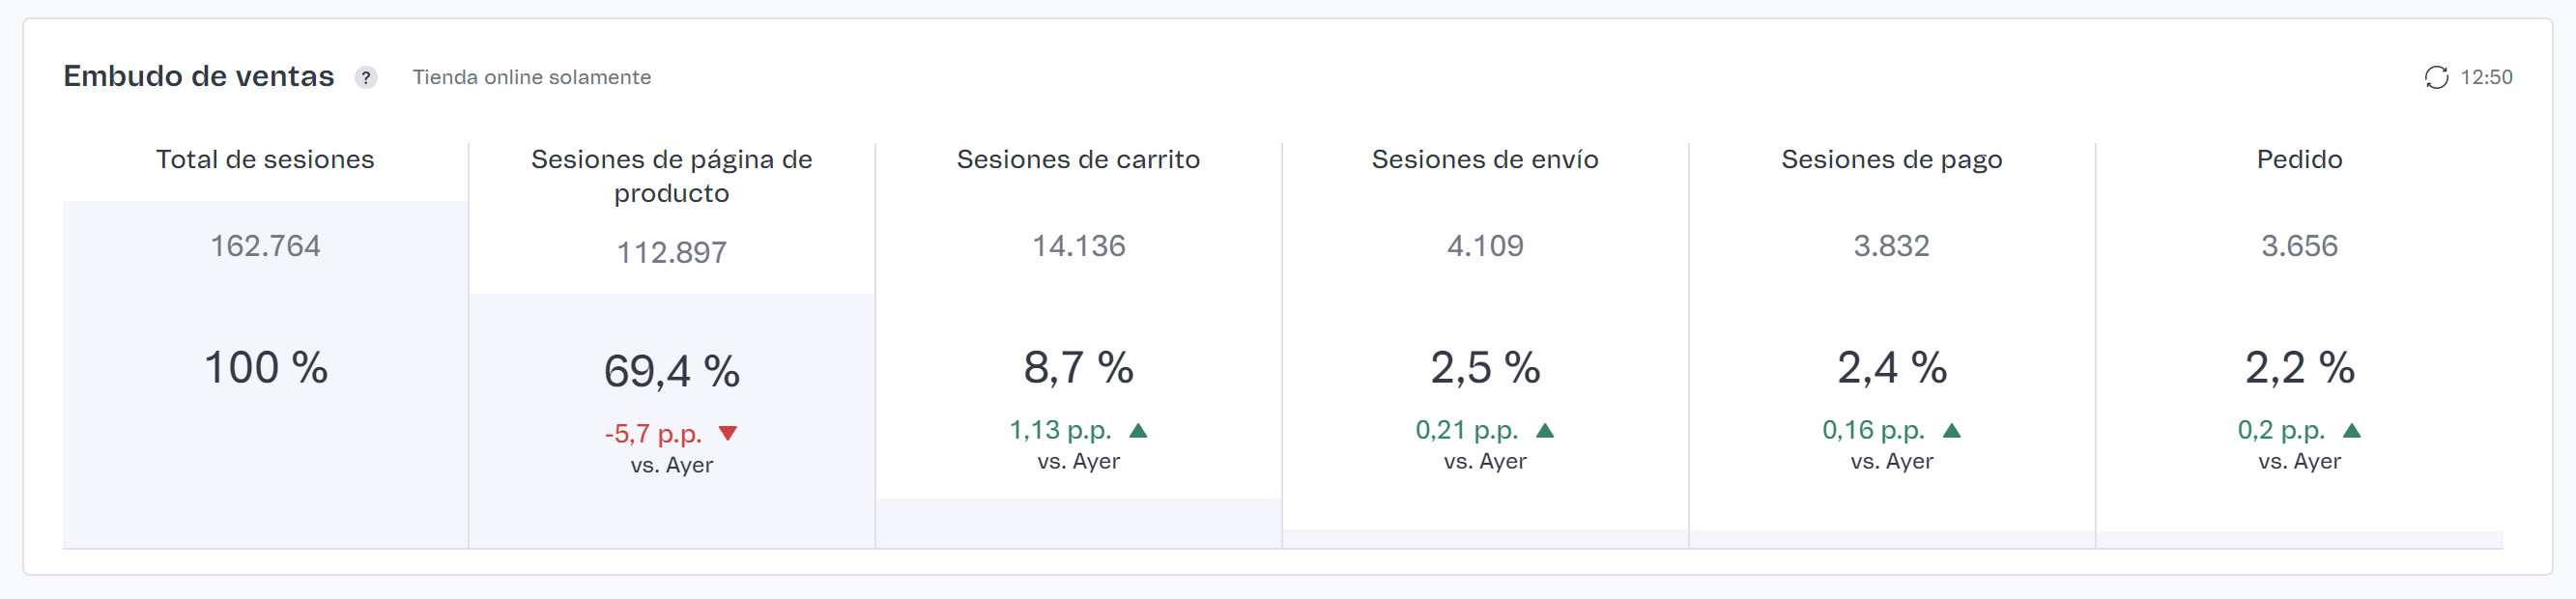 Embudo de ventas ? Tienda online solamente 12:50
Total de sesiones
162.764
100 %
Sesiones de página de
producto
112.897
69,4 %
-5,7 p.p. ▼
vs. Ayer
Sesiones de carrito
14.136
8,7 %
1,13 p.p. ▲
vs. Ayer
Sesiones de envío
4.109
2,5 %
0,21 p.p. ▲
vs. Ayer
Sesiones de pago
3.832
2,4 %
0,16 p.p. ▲
vs. Ayer
Pedido
3.656
2,2 %
0,2 p.p. ▲
vs. Ayer